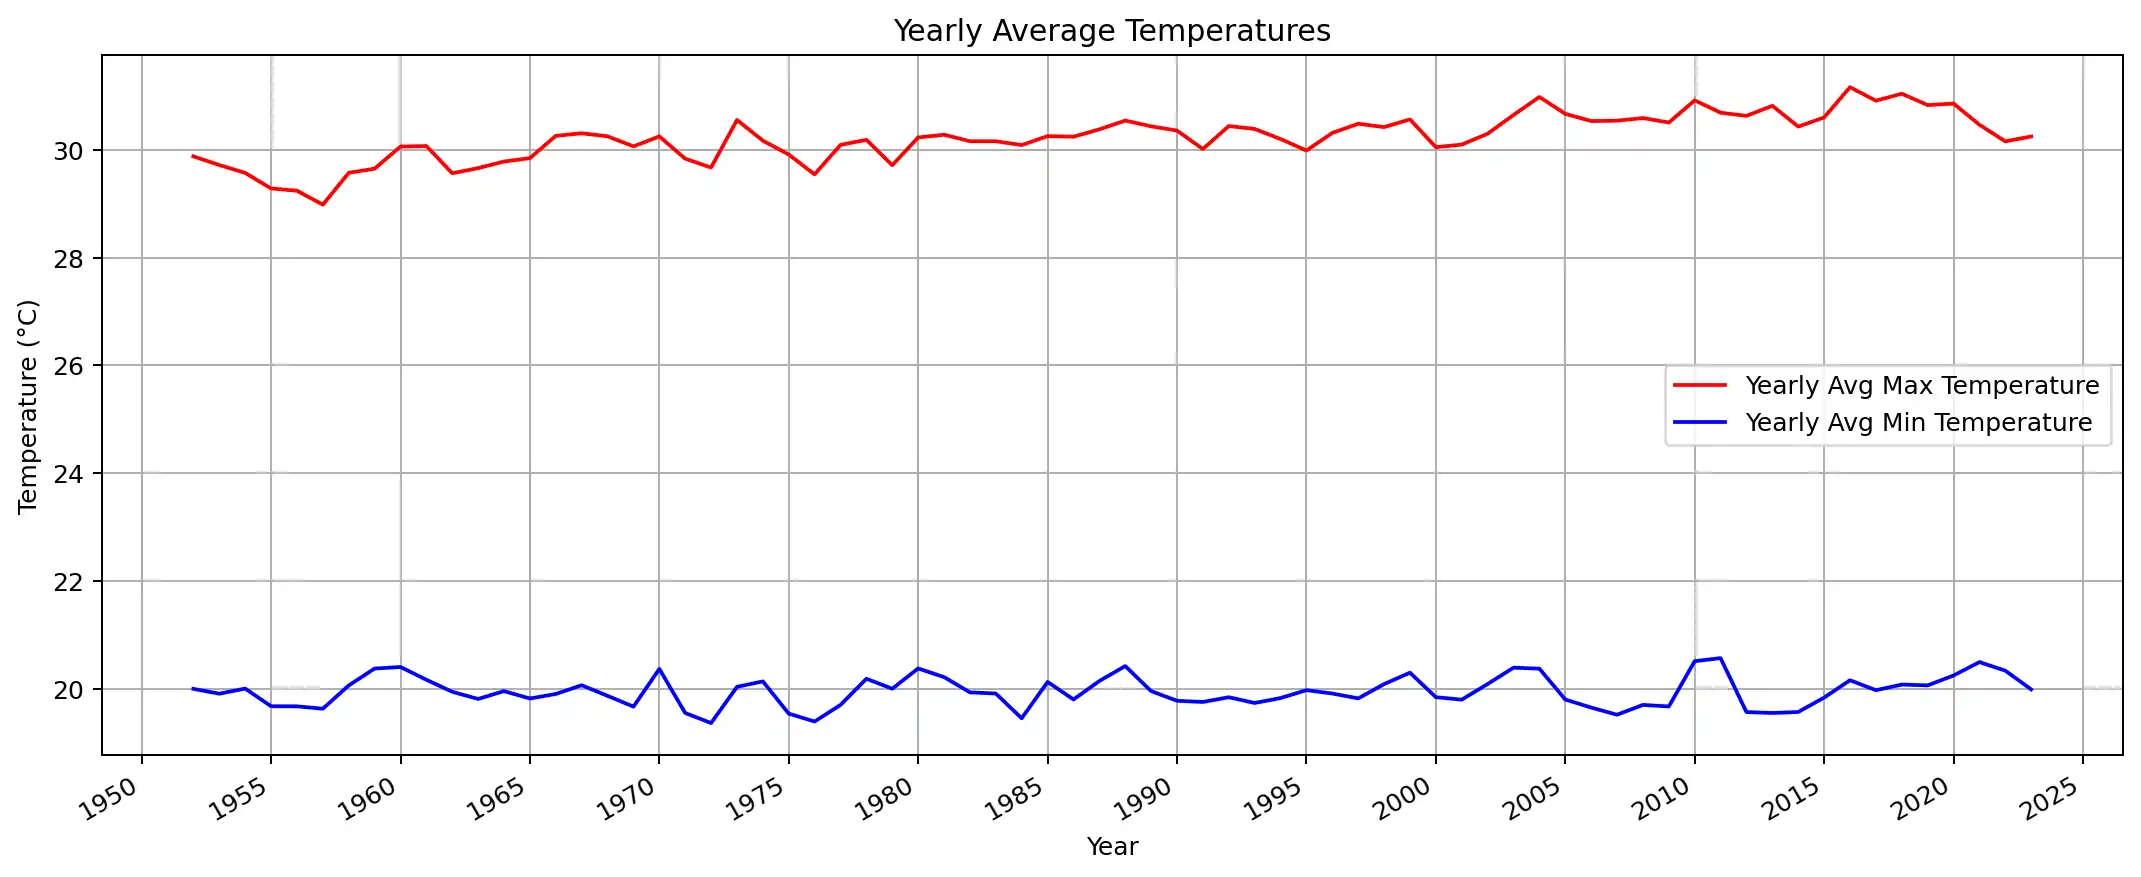 Yearly Average Temperatures
Temperature (°C)
30
28
26
24
22
20
Yearly Avg Max Temperature
Yearly Avg Min Temperature
1950 1955 1960 1965 1970 1975 1980 1985 1990 1995 2000 2005 2010 2015 2020 2025
Year